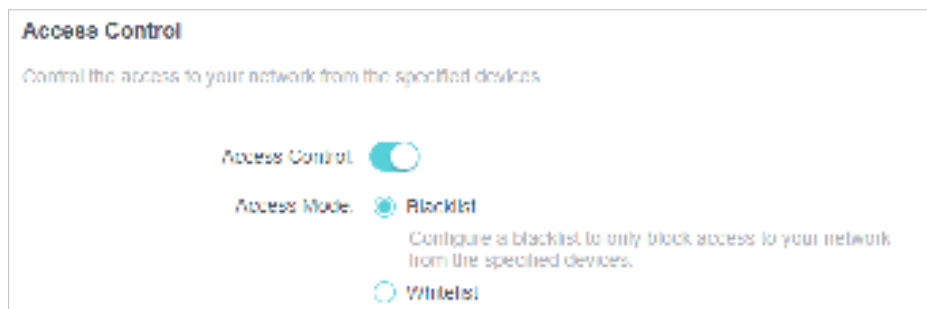 Access Control
Control the access to your network from the specified devices.
Access Control:
Access Mode:
Blacklist
Configure a blacklist to only block access to your network
from the specified devices.
Whitelist